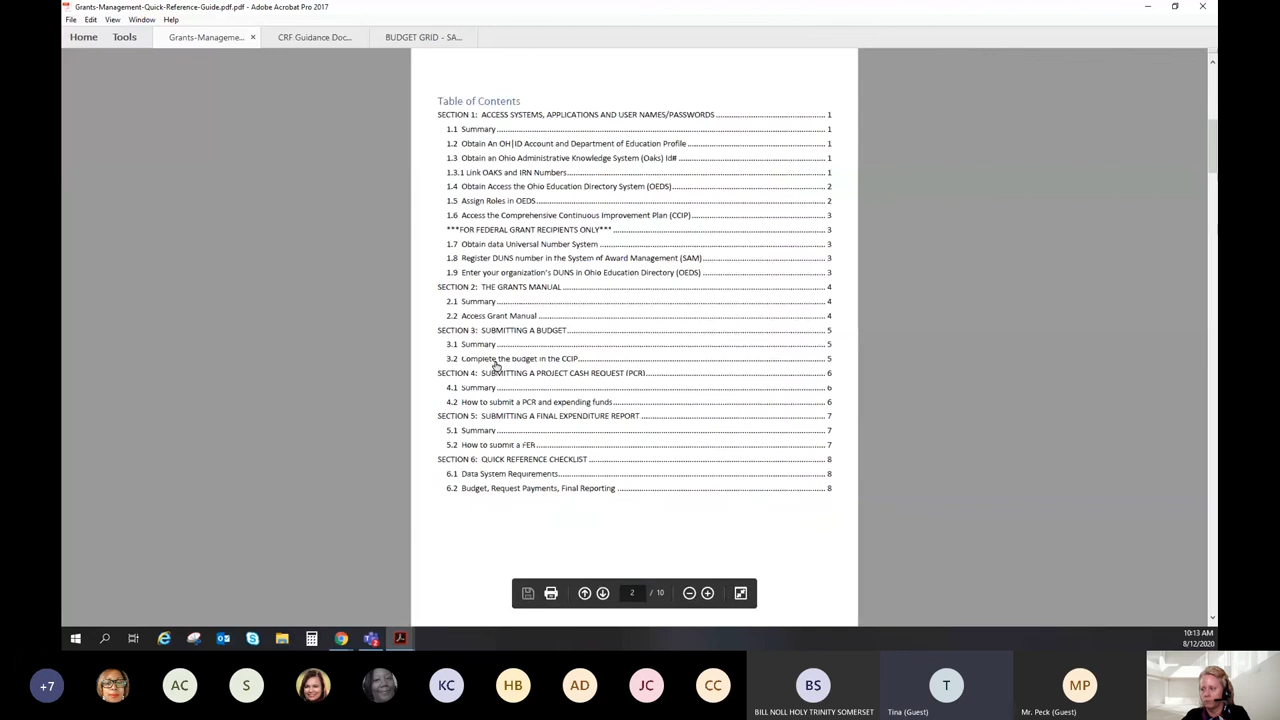 Grants-Management-Quick-Reference-Guide.pdf.pdf - Adobe Acrobat Pro 2017
File Edit View Window Help
Home Tools Grants-Manageme... × CRF Guidance Doc... BUDGET GRID - SA...
Table of Contents
SECTION 1: ACCESS SYSTEMS, APPLICATIONS AND USER NAMES/PASSWORDS 1
1.1 Summary 1
1.2 Obtain An OH|ID Account and Department of Education Profile 1
1.3 Obtain an Ohio Administrative Knowledge System (Oaks) Id# 1
1.3.1 Link OAKS and IRN Numbers 1
1.4 Obtain Access the Ohio Education Directory System (OEDS) 2
1.5 Assign Roles in OEDS 2
1.6 Access the Comprehensive Continuous Improvement Plan (CCIP) 3
***FOR FEDERAL GRANT RECIPIENTS ONLY*** 3
1.7 Obtain data Universal Number System 3
1.8 Register DUNS number in the System of Award Management (SAM) 3
1.9 Enter your organization's DUNS in Ohio Education Directory (OEDS) 3
SECTION 2: THE GRANTS MANUAL 4
2.1 Summary 4
2.2 Access Grant Manual 4
SECTION 3: SUBMITTING A BUDGET 5
3.1 Summary 5
3.2 Complete the budget in the CCIP 5
SECTION 4: SUBMITTING A PROJECT CASH REQUEST (PCR) 6
4.1 Summary 6
4.2 How to submit a PCR and expending funds 6
SECTION 5: SUBMITTING A FINAL EXPENDITURE REPORT 7
5.1 Summary 7
5.2 How to submit a FER 7
SECTION 6: QUICK REFERENCE CHECKLIST 8
6.1 Data System Requirements 8
6.2 Budget, Request Payments, Final Reporting 8
2 / 10
10:13 AM
8/12/2020
+7 AC S KC HB AD JC CC BS T MP
BILL NOLL HOLY TRINITY SOMERSET Tina (Guest) Mr. Peck (Guest)